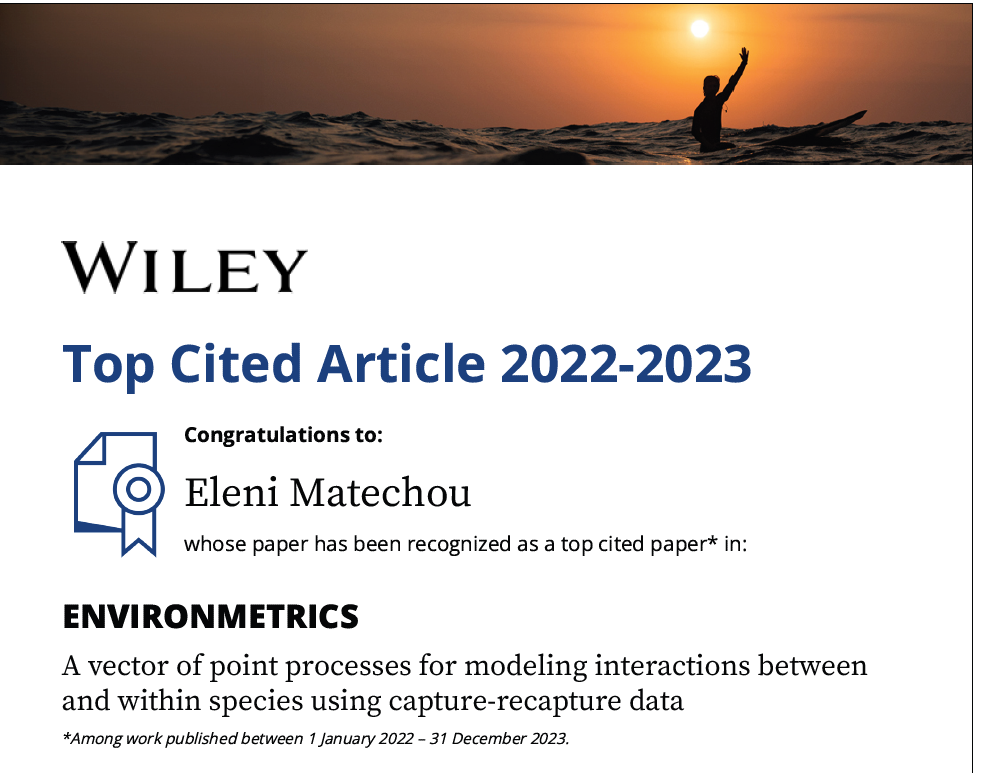 WILEY
Top Cited Article 2022-2023
Congratulations to:
Eleni Matechou
whose paper has been recognized as a top cited paper* in:
ENVIRONMETRICS
A vector of point processes for modeling interactions between
and within species using capture-recapture data
*Among work published between 1 January 2022 – 31 December 2023.